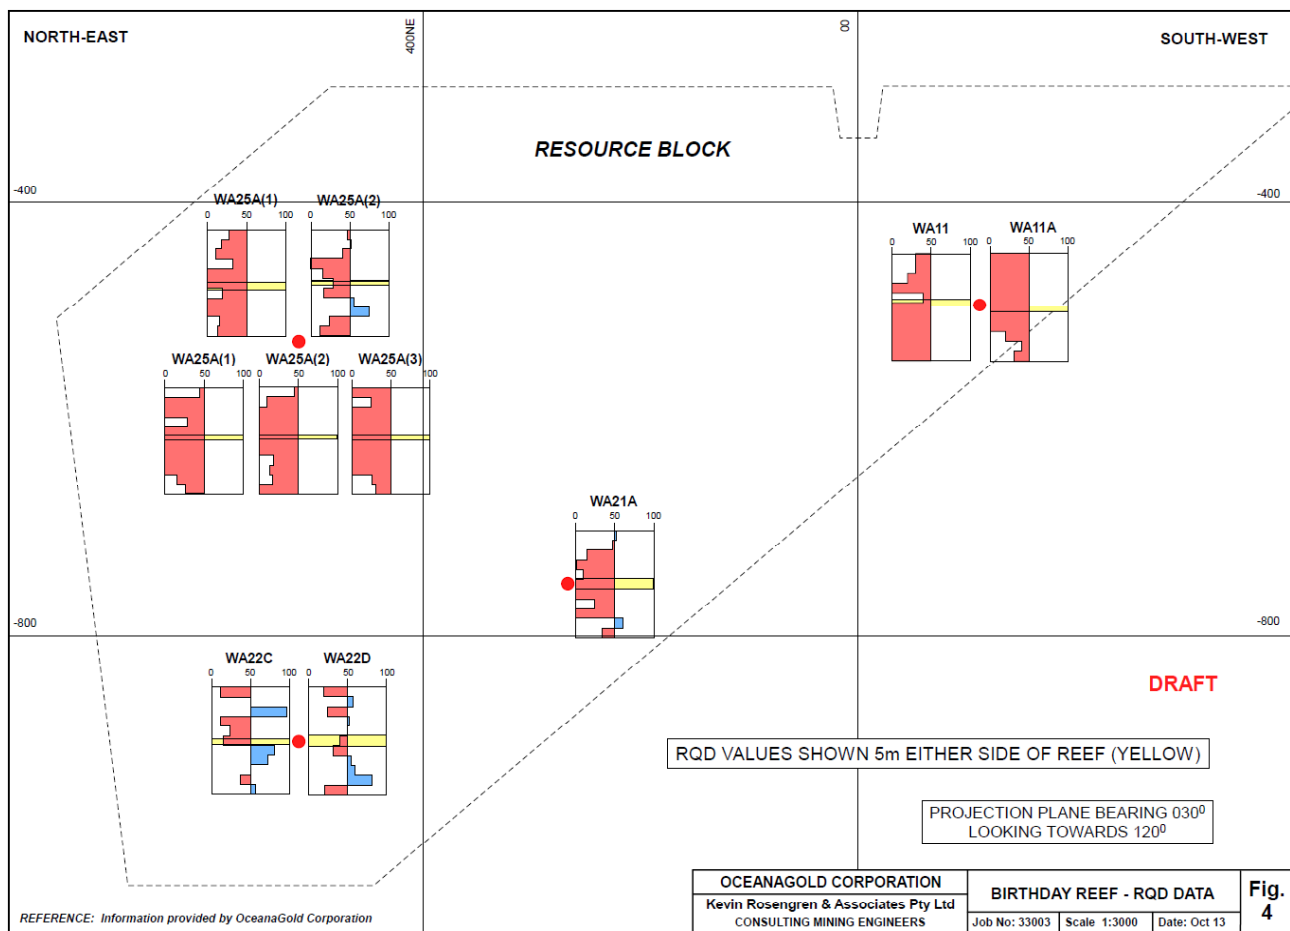 NORTH-EAST
400NE
00
SOUTH-WEST
RESOURCE BLOCK
-400
-400
WA25A(1)
0 50 100
WA25A(2)
0 50 100
WA11
0 50 100
WA11A
0 50 100
WA25A(1)
0 50 100
WA25A(2)
0 50 100
WA25A(3)
0 50 100
WA21A
0 50 100
-800
-800
WA22C
0 50 100
WA22D
0 50 100
DRAFT
RQD VALUES SHOWN 5m EITHER SIDE OF REEF (YELLOW)
PROJECTION PLANE BEARING 030⁰
LOOKING TOWARDS 120⁰
OCEANAGOLD CORPORATION
Kevin Rosengren & Associates Pty Ltd
CONSULTING MINING ENGINEERS
BIRTHDAY REEF - RQD DATA
Job No: 33003 Scale 1:3000 Date: Oct 13
Fig.
4
REFERENCE: Information provided by OceanaGold Corporation